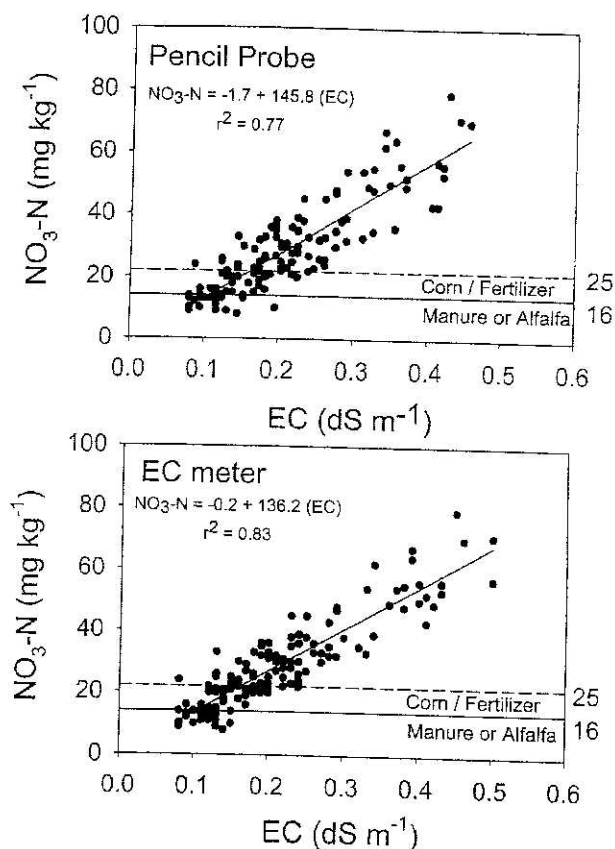 100
80
60
40
20
0
NO₃-N (mg kg⁻¹)
Pencil Probe
NO₃-N = -1.7 + 145.8 (EC)
r² = 0.77
Corn / Fertilizer
25
Manure or Alfalfa
16
0.0 0.1 0.2 0.3 0.4 0.5 0.6
EC (dS m⁻¹)
100
80
60
40
20
0
NO₃-N (mg kg⁻¹)
EC meter
NO₃-N = -0.2 + 136.2 (EC)
r² = 0.83
Corn / Fertilizer
25
Manure or Alfalfa
16
0.0 0.1 0.2 0.3 0.4 0.5 0.6
EC (dS m⁻¹)